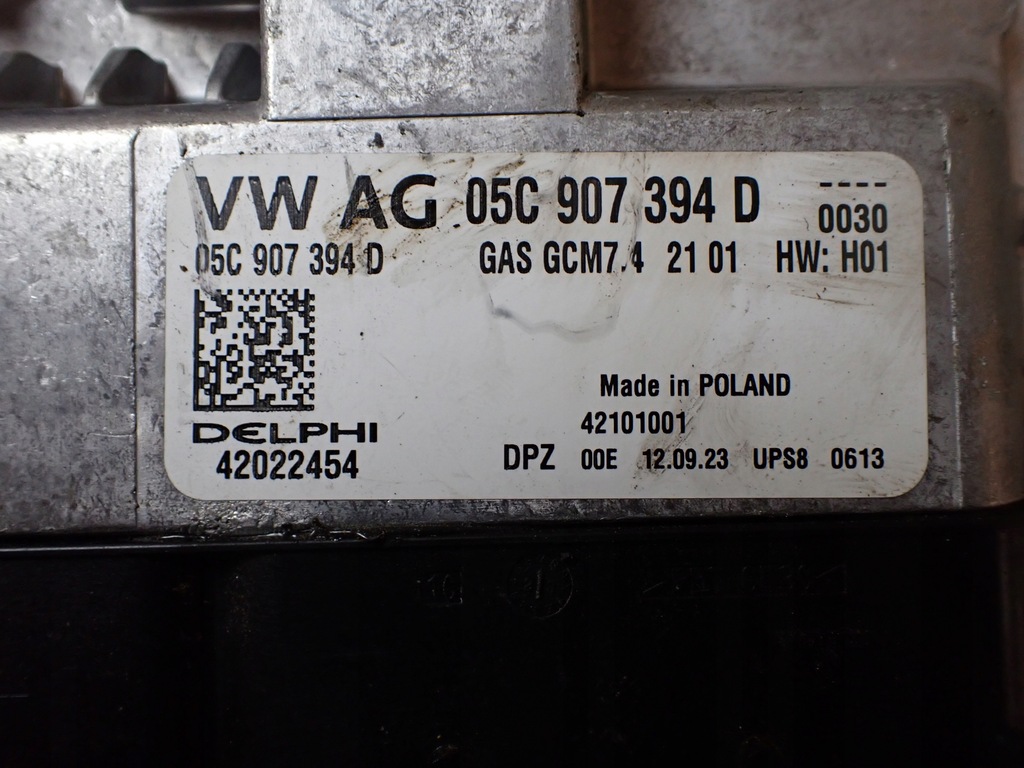 VW AG 05C 907 394 D ----
0030
05C 907 394 D GAS GCM7.4 21 01 HW: H01
Made in POLAND
DELPHI 42101001
42022454 DPZ 00E 12.09.23 UPS8 0613